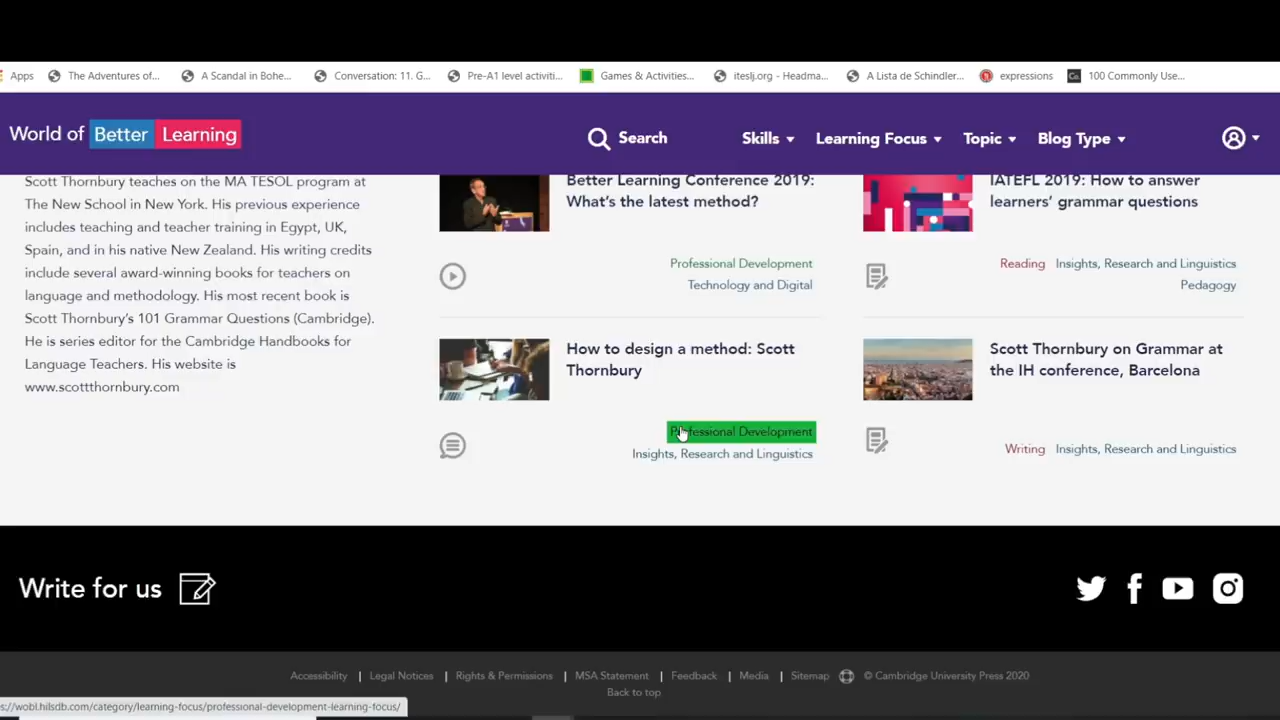 Apps The Adventures of... A Scandal in Bohe... Conversation: 11. G... Pre-A1 level activiti... Games & Activities... iteslj.org - Headma... A Lista de Schindler... expressions 100 Commonly Use...
World of Better Learning Search Skills Learning Focus Topic Blog Type
Scott Thornbury teaches on the MA TESOL program at
The New School in New York. His previous experience
includes teaching and teacher training in Egypt, UK,
Spain, and in his native New Zealand. His writing credits
include several award-winning books for teachers on
language and methodology. His most recent book is
Scott Thornbury's 101 Grammar Questions (Cambridge).
He is series editor for the Cambridge Handbooks for
Language Teachers. His website is
www.scottthornbury.com
Better Learning Conference 2019:
What's the latest method?
Professional Development
Technology and Digital
IATEFL 2019: How to answer
learners' grammar questions
Reading Insights, Research and Linguistics
Pedagogy
How to design a method: Scott
Thornbury
Professional Development
Insights, Research and Linguistics
Scott Thornbury on Grammar at
the IH conference, Barcelona
Writing Insights, Research and Linguistics
Write for us
Accessibility | Legal Notices | Rights & Permissions | MSA Statement | Feedback | Media | Sitemap © Cambridge University Press 2020
Back to top
s://wobl.hilsdb.com/category/learning-focus/professional-development-learning-focus/